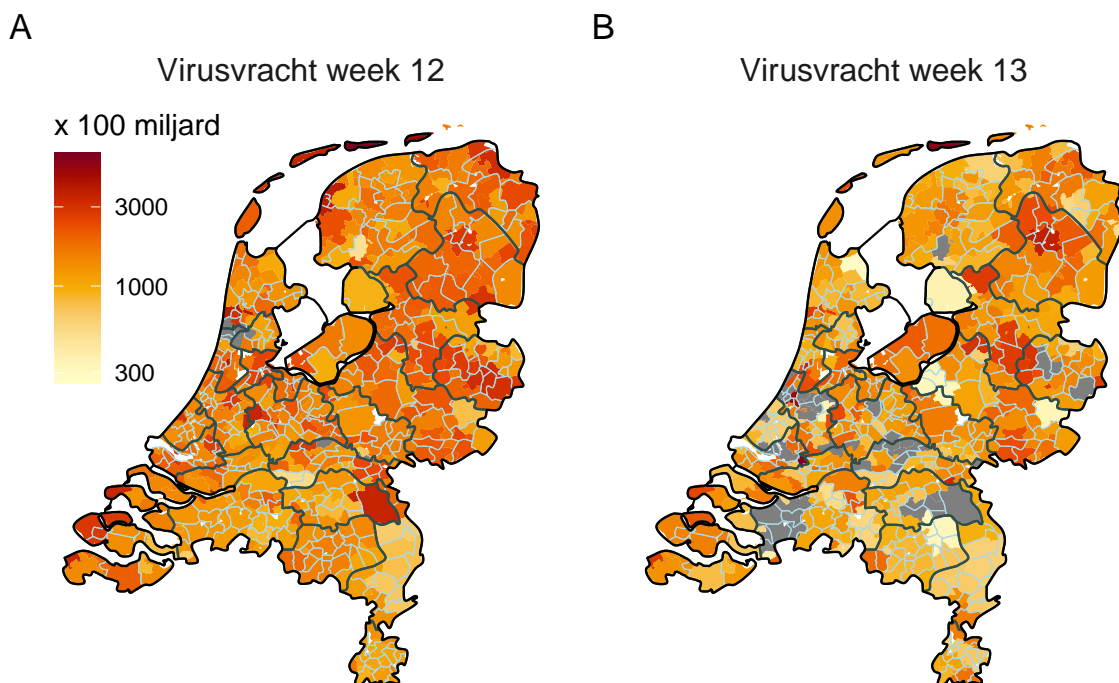 A
Virusvracht week 12
x 100 miljard
3000
1000
300
B
Virusvracht week 13